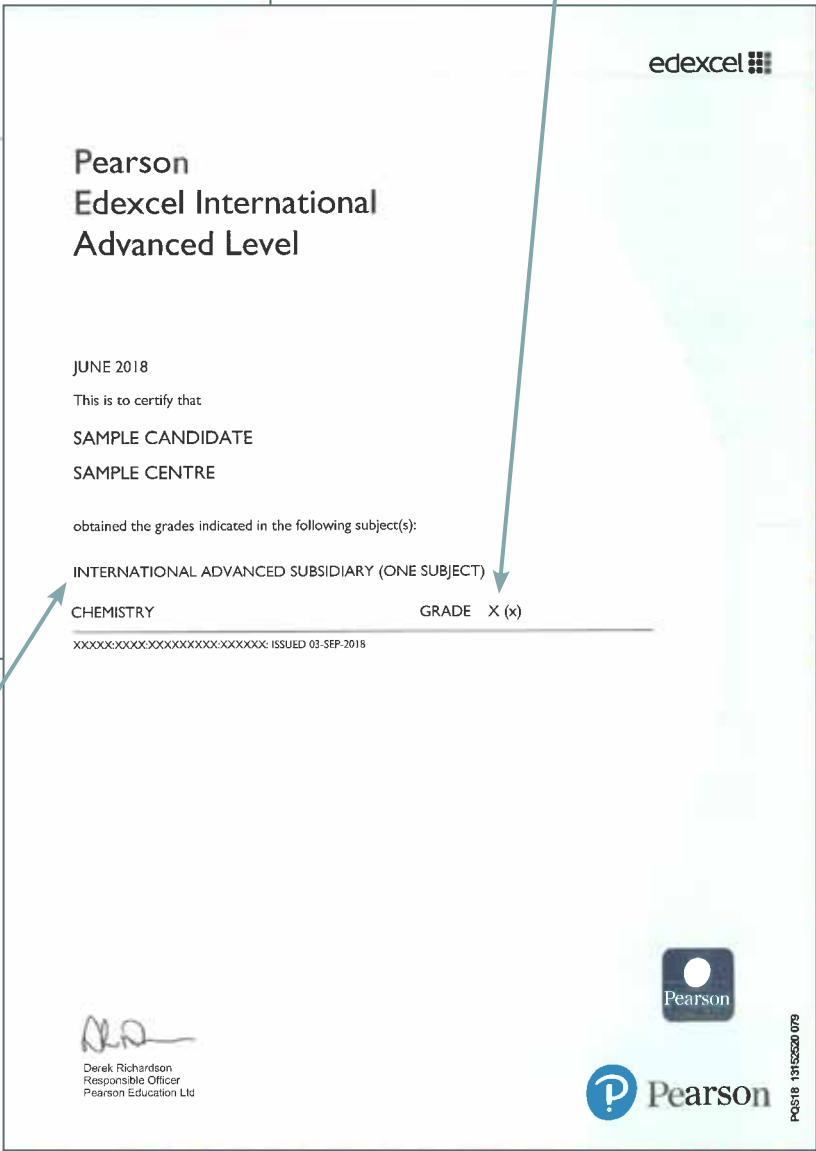 edexcel
Pearson
Edexcel International
Advanced Level
JUNE 2018
This is to certify that
SAMPLE CANDIDATE
SAMPLE CENTRE
obtained the grades indicated in the following subject(s):
INTERNATIONAL ADVANCED SUBSIDIARY (ONE SUBJECT)
CHEMISTRY GRADE X (x)
XXXXX:XXXX:XXXXXXXXX:XXXXXX: ISSUED 03-SEP-2018
Pearson
Derek Richardson
Responsible Officer
Pearson Education Ltd
Pearson
PQS18 13152520 079